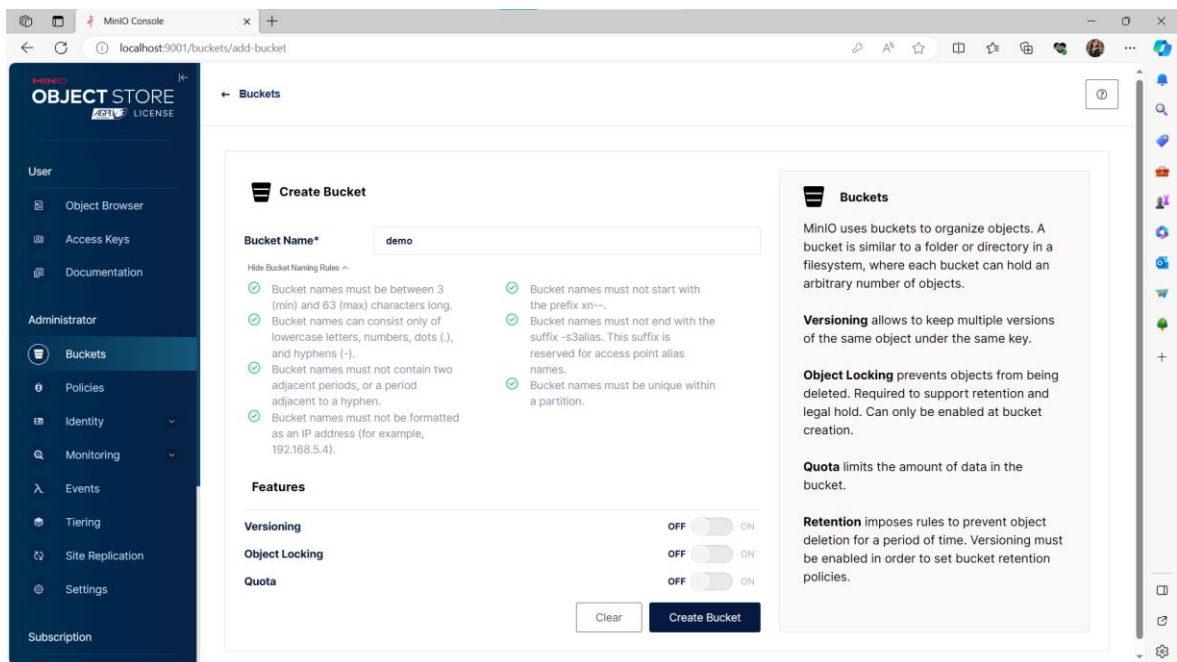 MinIO Console
localhost:9001/buckets/add-bucket
MINIO
OBJECT STORE
AGPL LICENSE
User
Object Browser
Access Keys
Documentation
Administrator
Buckets
Policies
Identity
Monitoring
Events
Tiering
Site Replication
Settings
Subscription
← Buckets
Create Bucket
Bucket Name*
demo
Hide Bucket Naming Rules
Bucket names must be between 3
(min) and 63 (max) characters long.
Bucket names can consist only of
lowercase letters, numbers, dots (.),
and hyphens (-).
Bucket names must not contain two
adjacent periods, or a period
adjacent to a hyphen.
Bucket names must not be formatted
as an IP address (for example,
192.168.5.4).
Bucket names must not start with
the prefix xn--.
Bucket names must not end with the
suffix -s3alias. This suffix is
reserved for access point alias
names.
Bucket names must be unique within
a partition.
Features
Versioning OFF ON
Object Locking OFF ON
Quota OFF ON
Clear Create Bucket
Buckets
MinIO uses buckets to organize objects. A
bucket is similar to a folder or directory in a
filesystem, where each bucket can hold an
arbitrary number of objects.
Versioning allows to keep multiple versions
of the same object under the same key.
Object Locking prevents objects from being
deleted. Required to support retention and
legal hold. Can only be enabled at bucket
creation.
Quota limits the amount of data in the
bucket.
Retention imposes rules to prevent object
deletion for a period of time. Versioning must
be enabled in order to set bucket retention
policies.